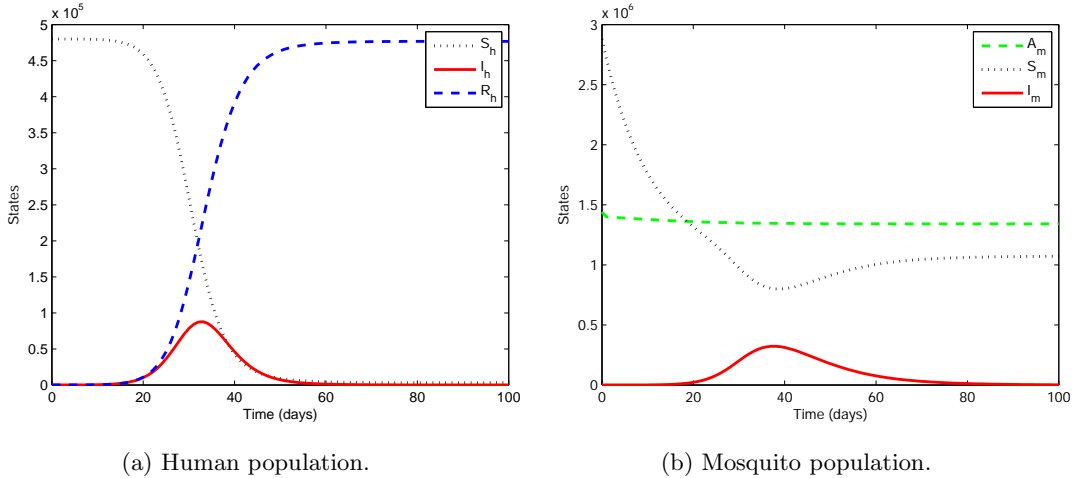 x 10^5
5
4.5
4
3.5
3
2.5
2
1.5
1
0.5
0
States
0 20 40 60 80 100
Time (days)
S_h
I_h
R_h
(a) Human population.
x 10^6
3
2.5
2
1.5
1
0.5
0
States
0 20 40 60 80 100
Time (days)
A_m
S_m
I_m
(b) Mosquito population.